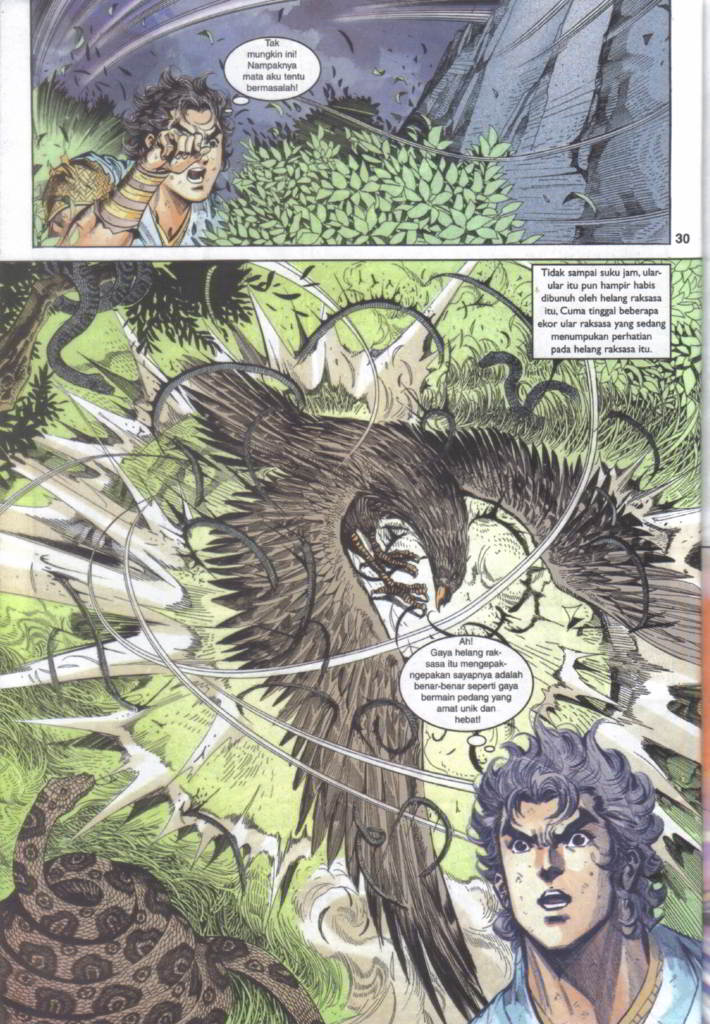 Tak
mungkin ini!
Nampaknya
mata aku tentu
bermasalah!
30
Tidak sampai suku jam, ular-
ular itu pun hampir habis
dibunuh oleh helang raksasa
itu, Cuma tinggal beberapa
ekor ular raksasa yang sedang
menumpukan perhatian
pada helang raksasa itu.
Ah!
Gaya helang rak-
sasa itu mengepak-
ngepakan sayapnya adalah
benar-benar seperti gaya
bermain pedang yang
amat unik dan
hebat!